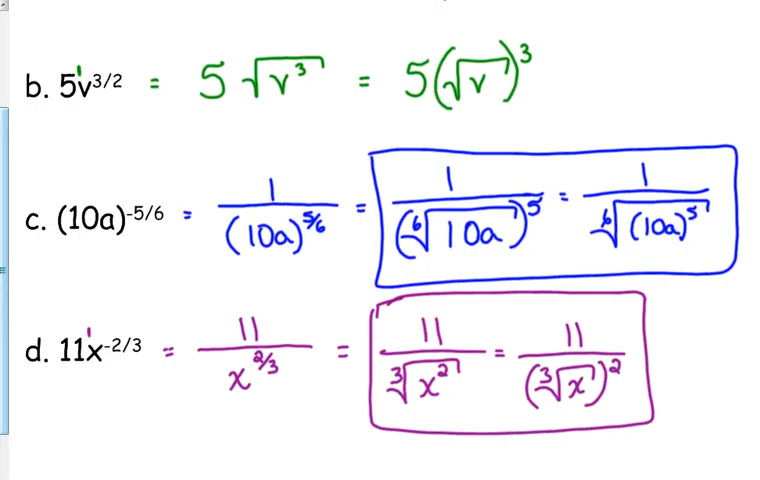 b. 5v^{3/2} = 5√(v³) = 5(√v)³
c. (10a)^{-5/6} = 1/(10a)^{5/6} = 1/(⁶√(10a))⁵ = 1/⁶√((10a)⁵)
d. 11x^{-2/3} = 11/x^{2/3} = 11/³√(x²) = 11/(³√x)²